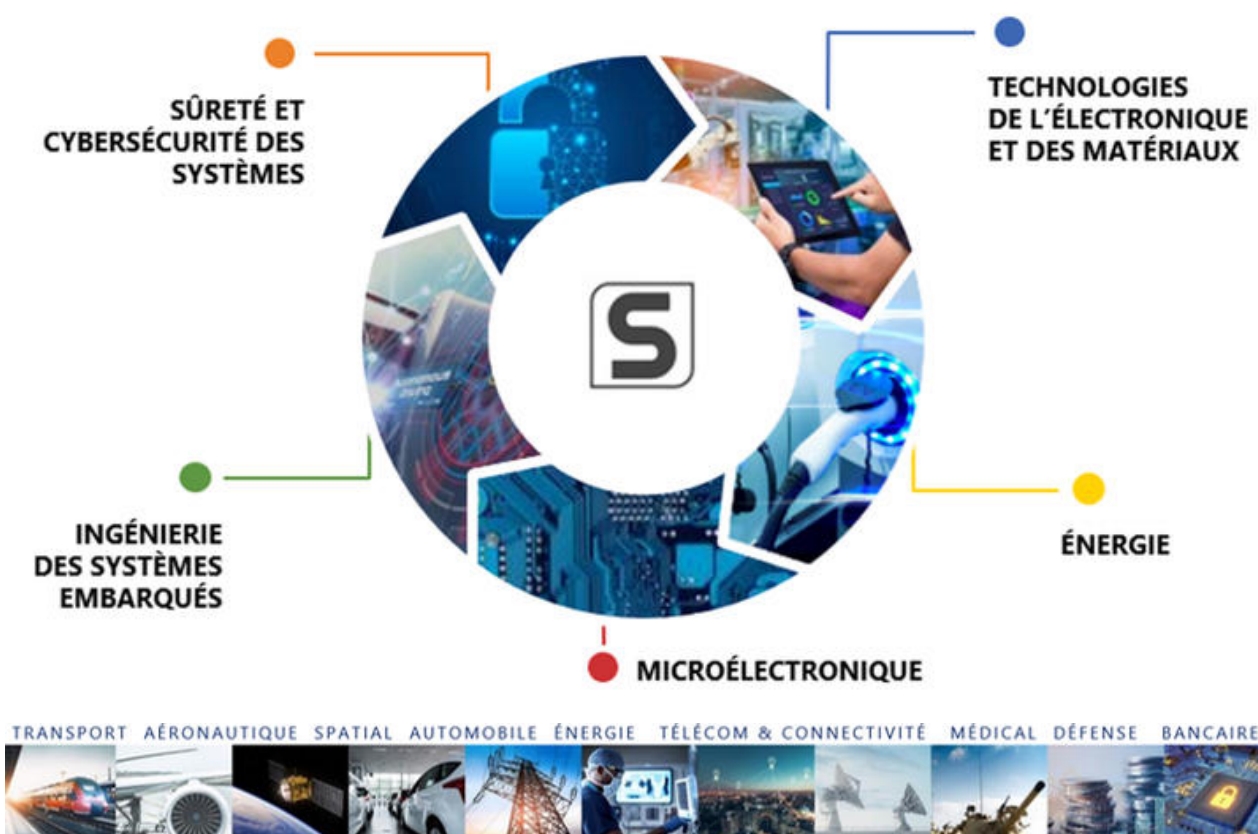 SÛRETÉ ET
CYBERSÉCURITÉ DES
SYSTÈMES
TECHNOLOGIES
DE L'ÉLECTRONIQUE
ET DES MATÉRIAUX
S
INGÉNIERIE
DES SYSTÈMES
EMBARQUÉS
ÉNERGIE
MICROÉLECTRONIQUE
TRANSPORT AÉRONAUTIQUE SPATIAL AUTOMOBILE ÉNERGIE TÉLÉCOM & CONNECTIVITÉ MÉDICAL DÉFENSE BANCAIRE